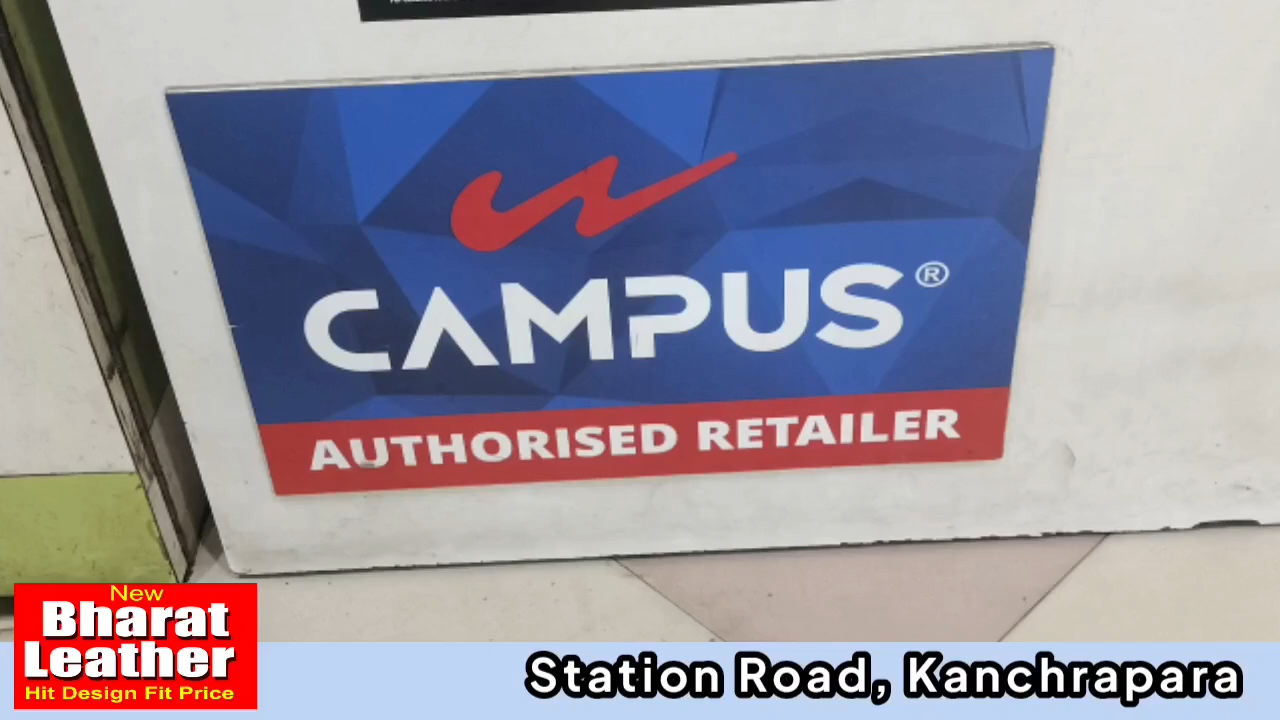 CAMPUS®
AUTHORISED RETAILER
New
Bharat
Leather
Hit Design Fit Price
Station Road, Kanchrapara